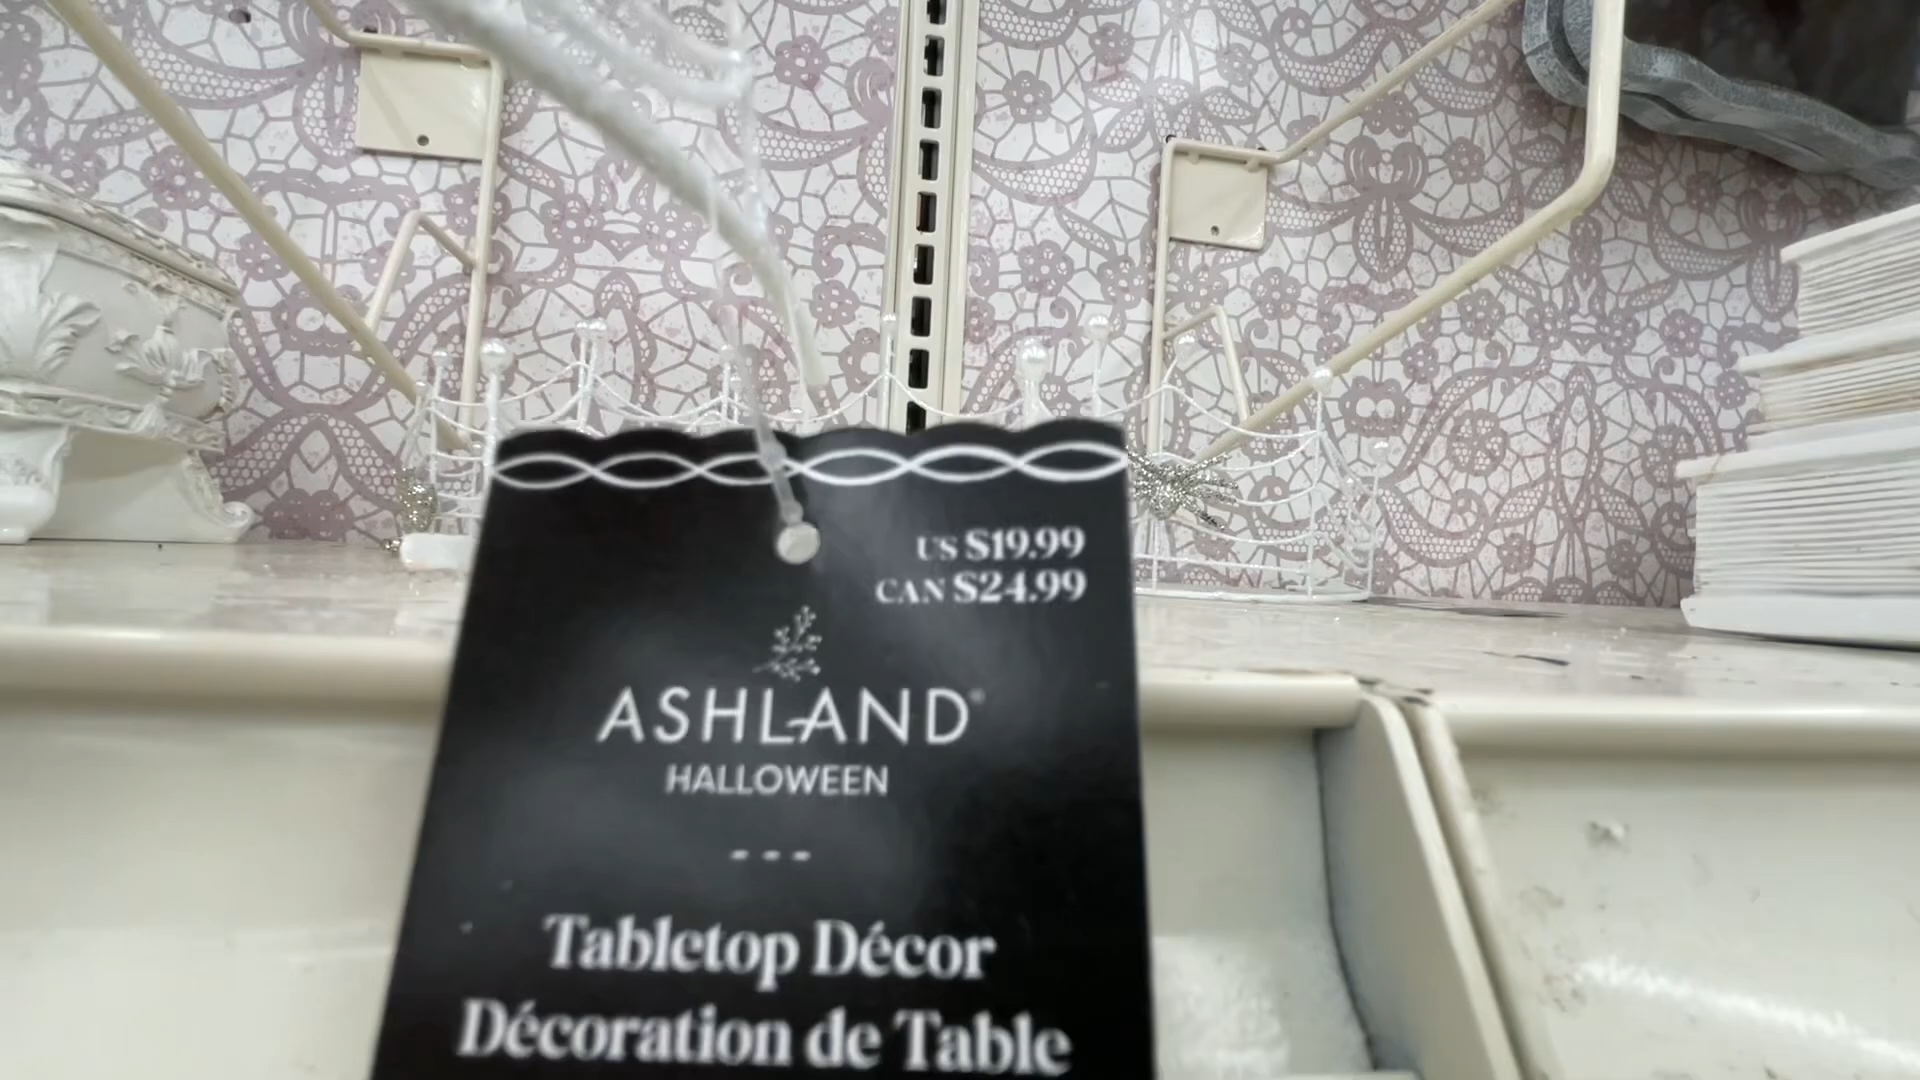 US $19.99
CAN $24.99
ASHLAND®
HALLOWEEN
---
Tabletop Décor
Décoration de Table